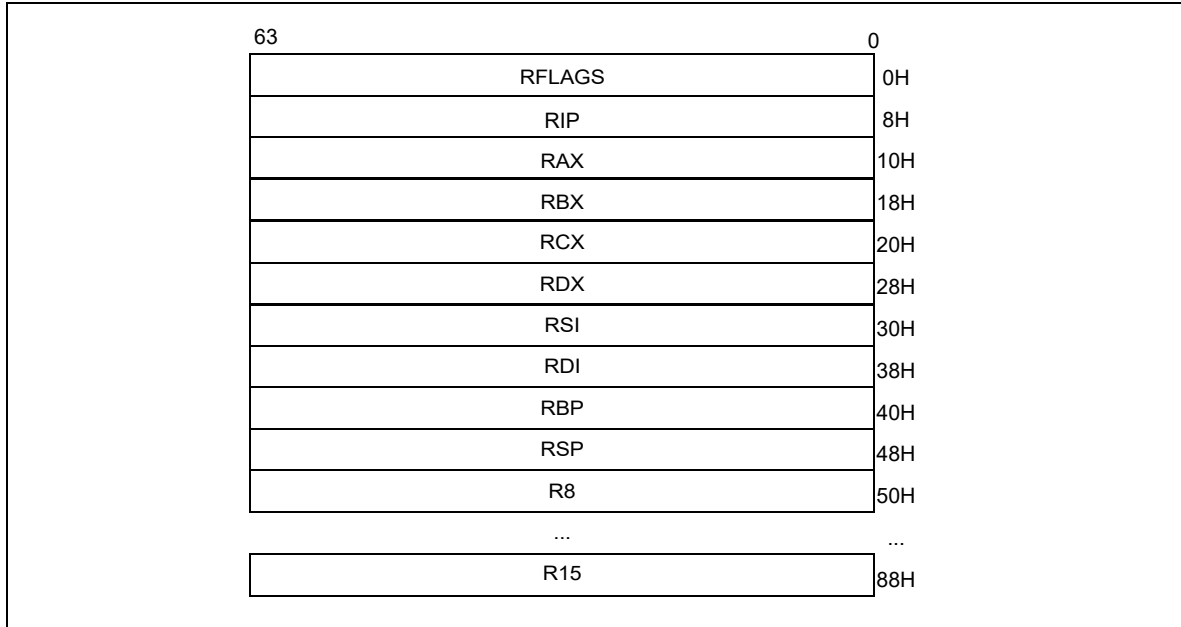 63 0
RFLAGS 0H
RIP 8H
RAX 10H
RBX 18H
RCX 20H
RDX 28H
RSI 30H
RDI 38H
RBP 40H
RSP 48H
R8 50H
... ...
R15 88H